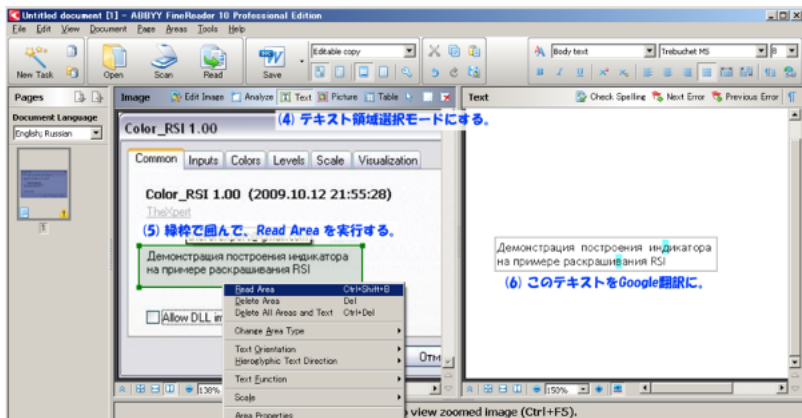 Untitled document [1] - ABBYY FineReader 10 Professional Edition
File Edit View Document Page Areas Tools Help
New Task Open Scan Read Save Editable copy Body text Trebuchet MS 8
Pages Image Edit Image Analyze Text Picture Table Text Check Spelling Next Error Previous Error
(4) テキスト領域選択モードにする。
Document Language
English; Russian
Color_RSI 1.00
Common Inputs Colors Levels Scale Visualization
Color_RSI 1.00 (2009.10.12 21:55:28)
TheXpert
(5) 緑枠で囲んで、Read Area を実行する。
Демонстрация построения индикатора
на примере раскрашивания RSI
Демонстрация построения индикатора
на примере раскрашивания RSI
(6) このテキストをGoogle翻訳に。
1
Read Area Ctrl+Shift+B
Delete Area Del
Delete All Areas and Text Ctrl+Del
Change Area Type
Text Orientation
Hieroglyphic Text Direction
Text Function
Scale
Area Properties
Allow DLL im
Отм
138%
150%
view zoomed image (Ctrl+F5).